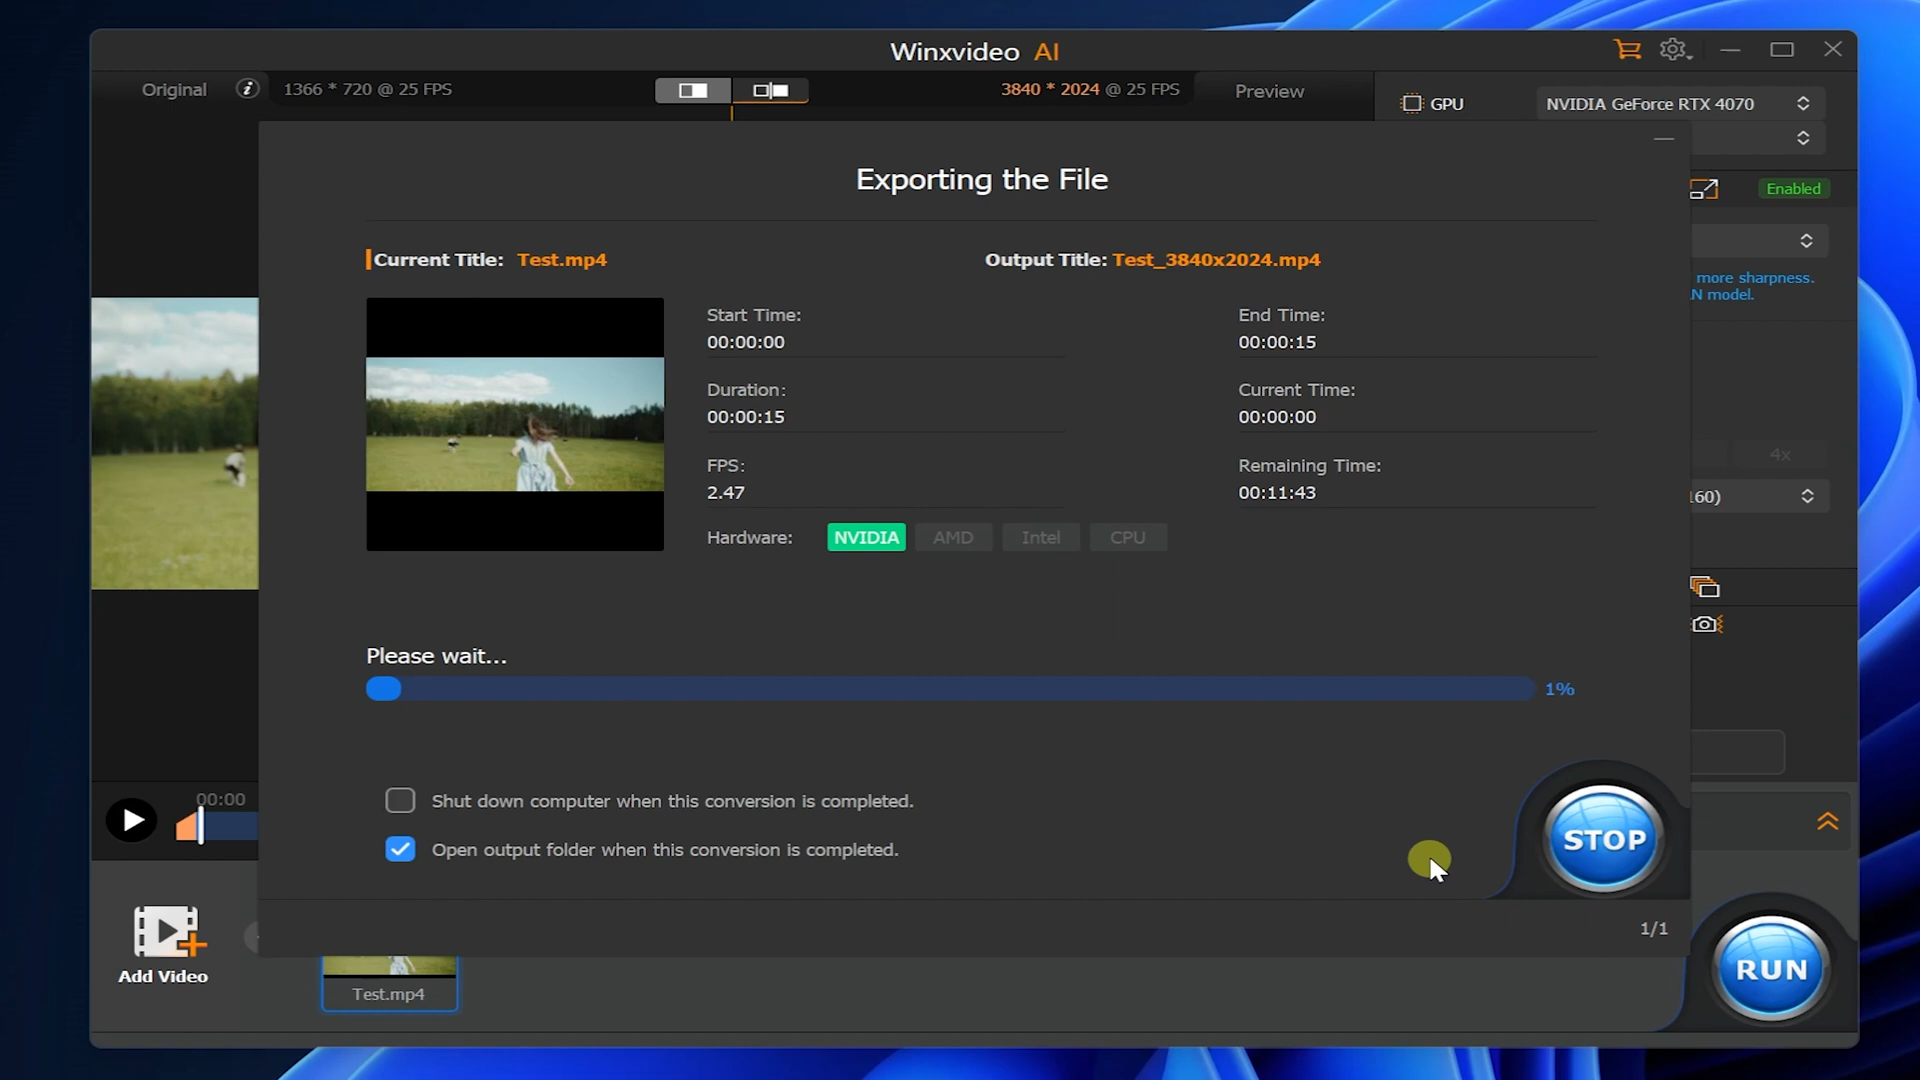 Winxvideo AI
Original
1366 * 720 @ 25 FPS
3840 * 2024 @ 25 FPS
Preview
GPU
NVIDIA GeForce RTX 4070
Enabled
Exporting the File
Current Title: Test.mp4
Output Title: Test_3840x2024.mp4
more sharpness.
N model.
Start Time:
00:00:00
End Time:
00:00:15
Duration:
00:00:15
Current Time:
00:00:00
FPS:
2.47
Remaining Time:
00:11:43
4x
160)
Hardware:
NVIDIA
AMD
Intel
CPU
Please wait...
1%
00:00
Shut down computer when this conversion is completed.
Open output folder when this conversion is completed.
STOP
1/1
Add Video
Test.mp4
RUN